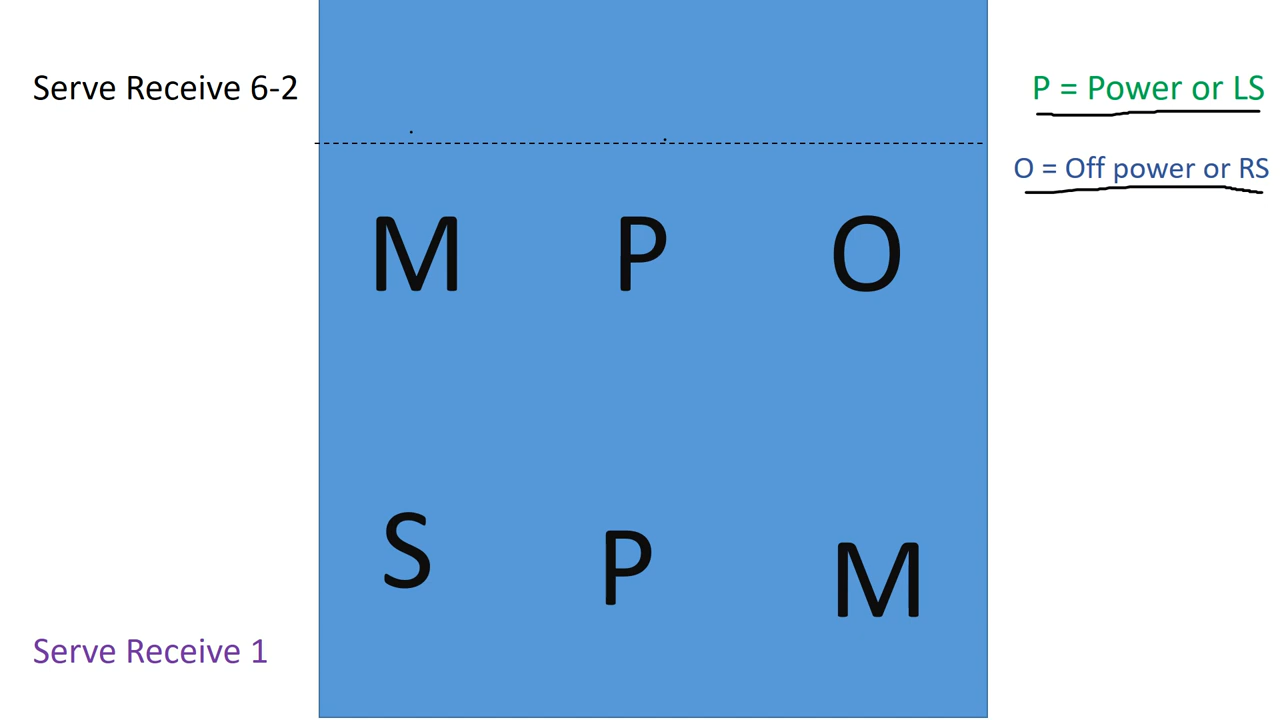 Serve Receive 6-2
P = Power or LS
O = Off power or RS
M P O
S P M
Serve Receive 1